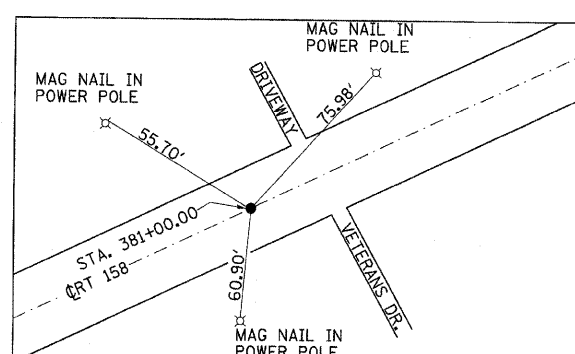 MAG NAIL IN
POWER POLE
MAG NAIL IN
POWER POLE
DRIVEWAY
75.98'
55.70'
STA. 381+00.00
℄RT 158
60.90'
VETERANS DR.
MAG NAIL IN
POWER POLE